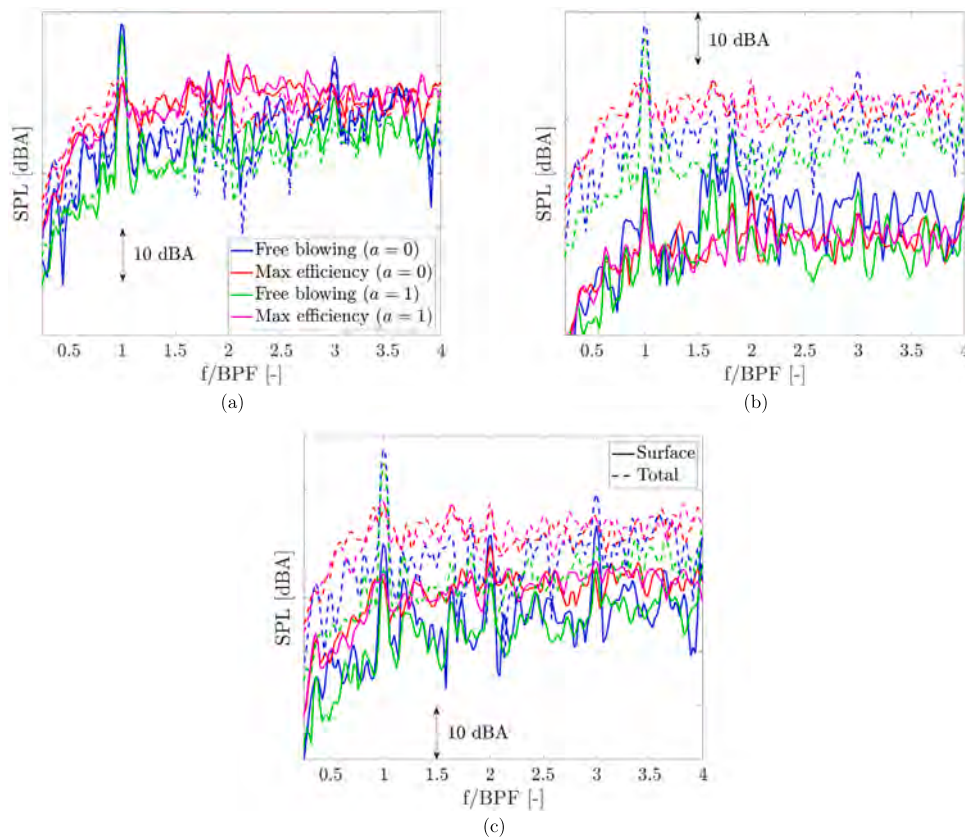 SPL [dBA]
10 dBA
Free blowing (a = 0)
Max efficiency (a = 0)
Free blowing (a = 1)
Max efficiency (a = 1)
0.5 1 1.5 2 2.5 3 3.5 4
f/BPF [-]
(a)
SPL [dBA]
10 dBA
0.5 1 1.5 2 2.5 3 3.5 4
f/BPF [-]
(b)
SPL [dBA]
Surface
Total
10 dBA
0.5 1 1.5 2 2.5 3 3.5 4
f/BPF [-]
(c)